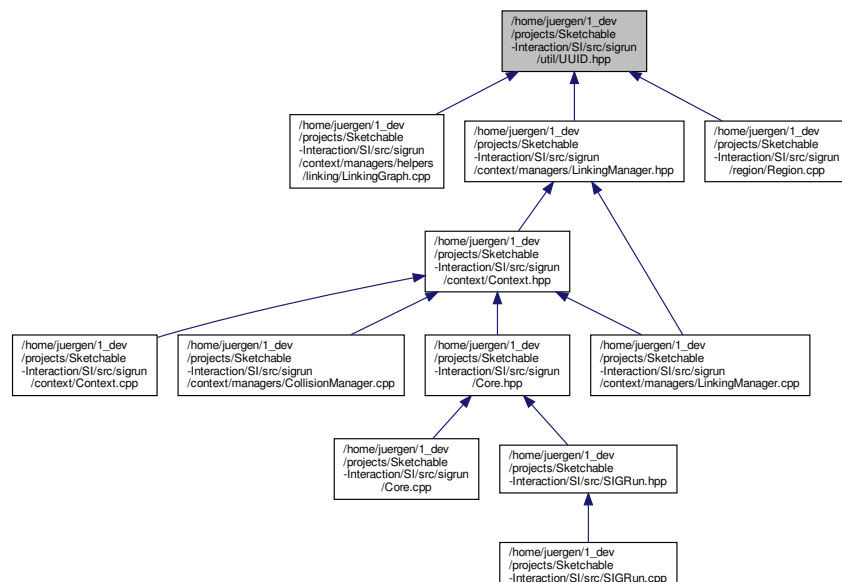 /home/juergen/1_dev
/projects/Sketchable
-Interaction/SI/src/sigrun
/util/UUID.hpp
/home/juergen/1_dev
/projects/Sketchable
-Interaction/SI/src/sigrun
/context/managers/helpers
/linking/LinkingGraph.cpp
/home/juergen/1_dev
/projects/Sketchable
-Interaction/SI/src/sigrun
/context/managers/LinkingManager.hpp
/home/juergen/1_dev
/projects/Sketchable
-Interaction/SI/src/sigrun
/region/Region.cpp
/home/juergen/1_dev
/projects/Sketchable
-Interaction/SI/src/sigrun
/context/Context.hpp
/home/juergen/1_dev
/projects/Sketchable
-Interaction/SI/src/sigrun
/context/Context.cpp
/home/juergen/1_dev
/projects/Sketchable
-Interaction/SI/src/sigrun
/context/managers/CollisionManager.cpp
/home/juergen/1_dev
/projects/Sketchable
-Interaction/SI/src/sigrun
/Core.hpp
/home/juergen/1_dev
/projects/Sketchable
-Interaction/SI/src/sigrun
/context/managers/LinkingManager.cpp
/home/juergen/1_dev
/projects/Sketchable
-Interaction/SI/src/sigrun
/Core.cpp
/home/juergen/1_dev
/projects/Sketchable
-Interaction/SI/src/SIGRun.hpp
/home/juergen/1_dev
/projects/Sketchable
-Interaction/SI/src/SIGRun.cpp